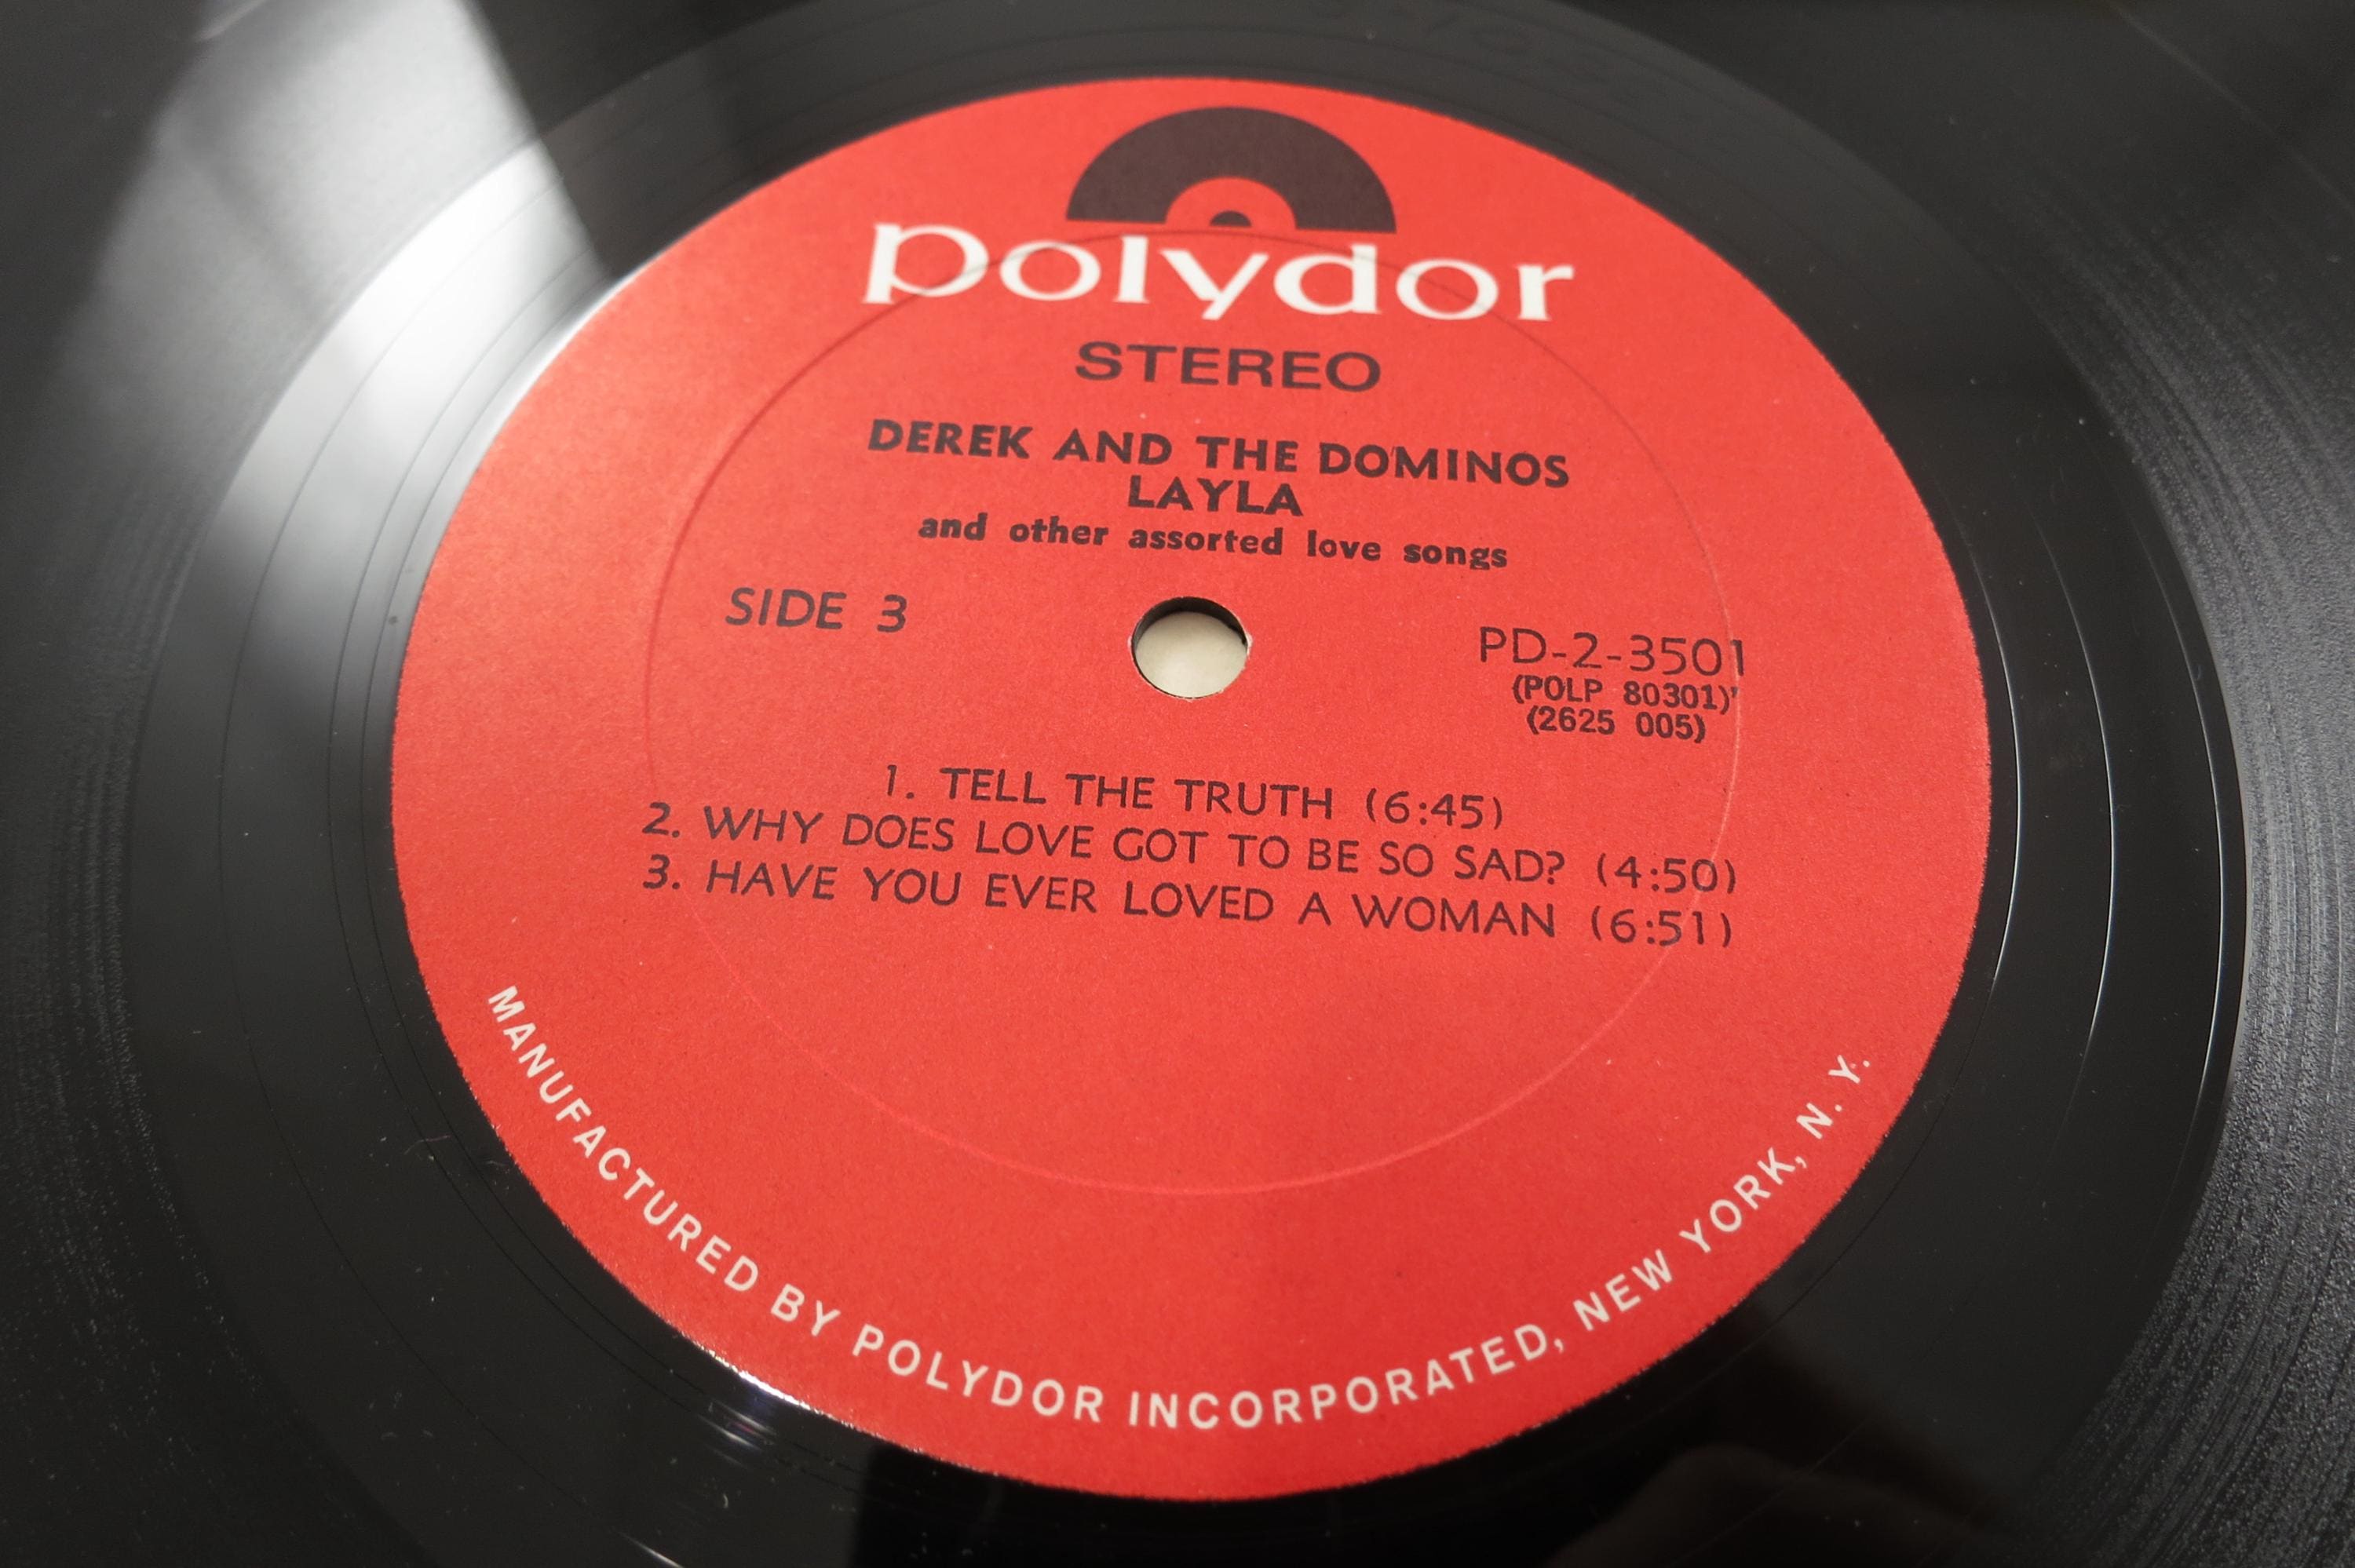 polydor
STEREO
DEREK AND THE DOMINOS
LAYLA
and other assorted love songs
SIDE 3
PD-2-3501
(POLP 80301)
(2625 005)
1. TELL THE TRUTH (6:45)
2. WHY DOES LOVE GOT TO BE SO SAD? (4:50)
3. HAVE YOU EVER LOVED A WOMAN (6:51)
MANUFACTURED BY POLYDOR INCORPORATED, NEW YORK, N.Y.